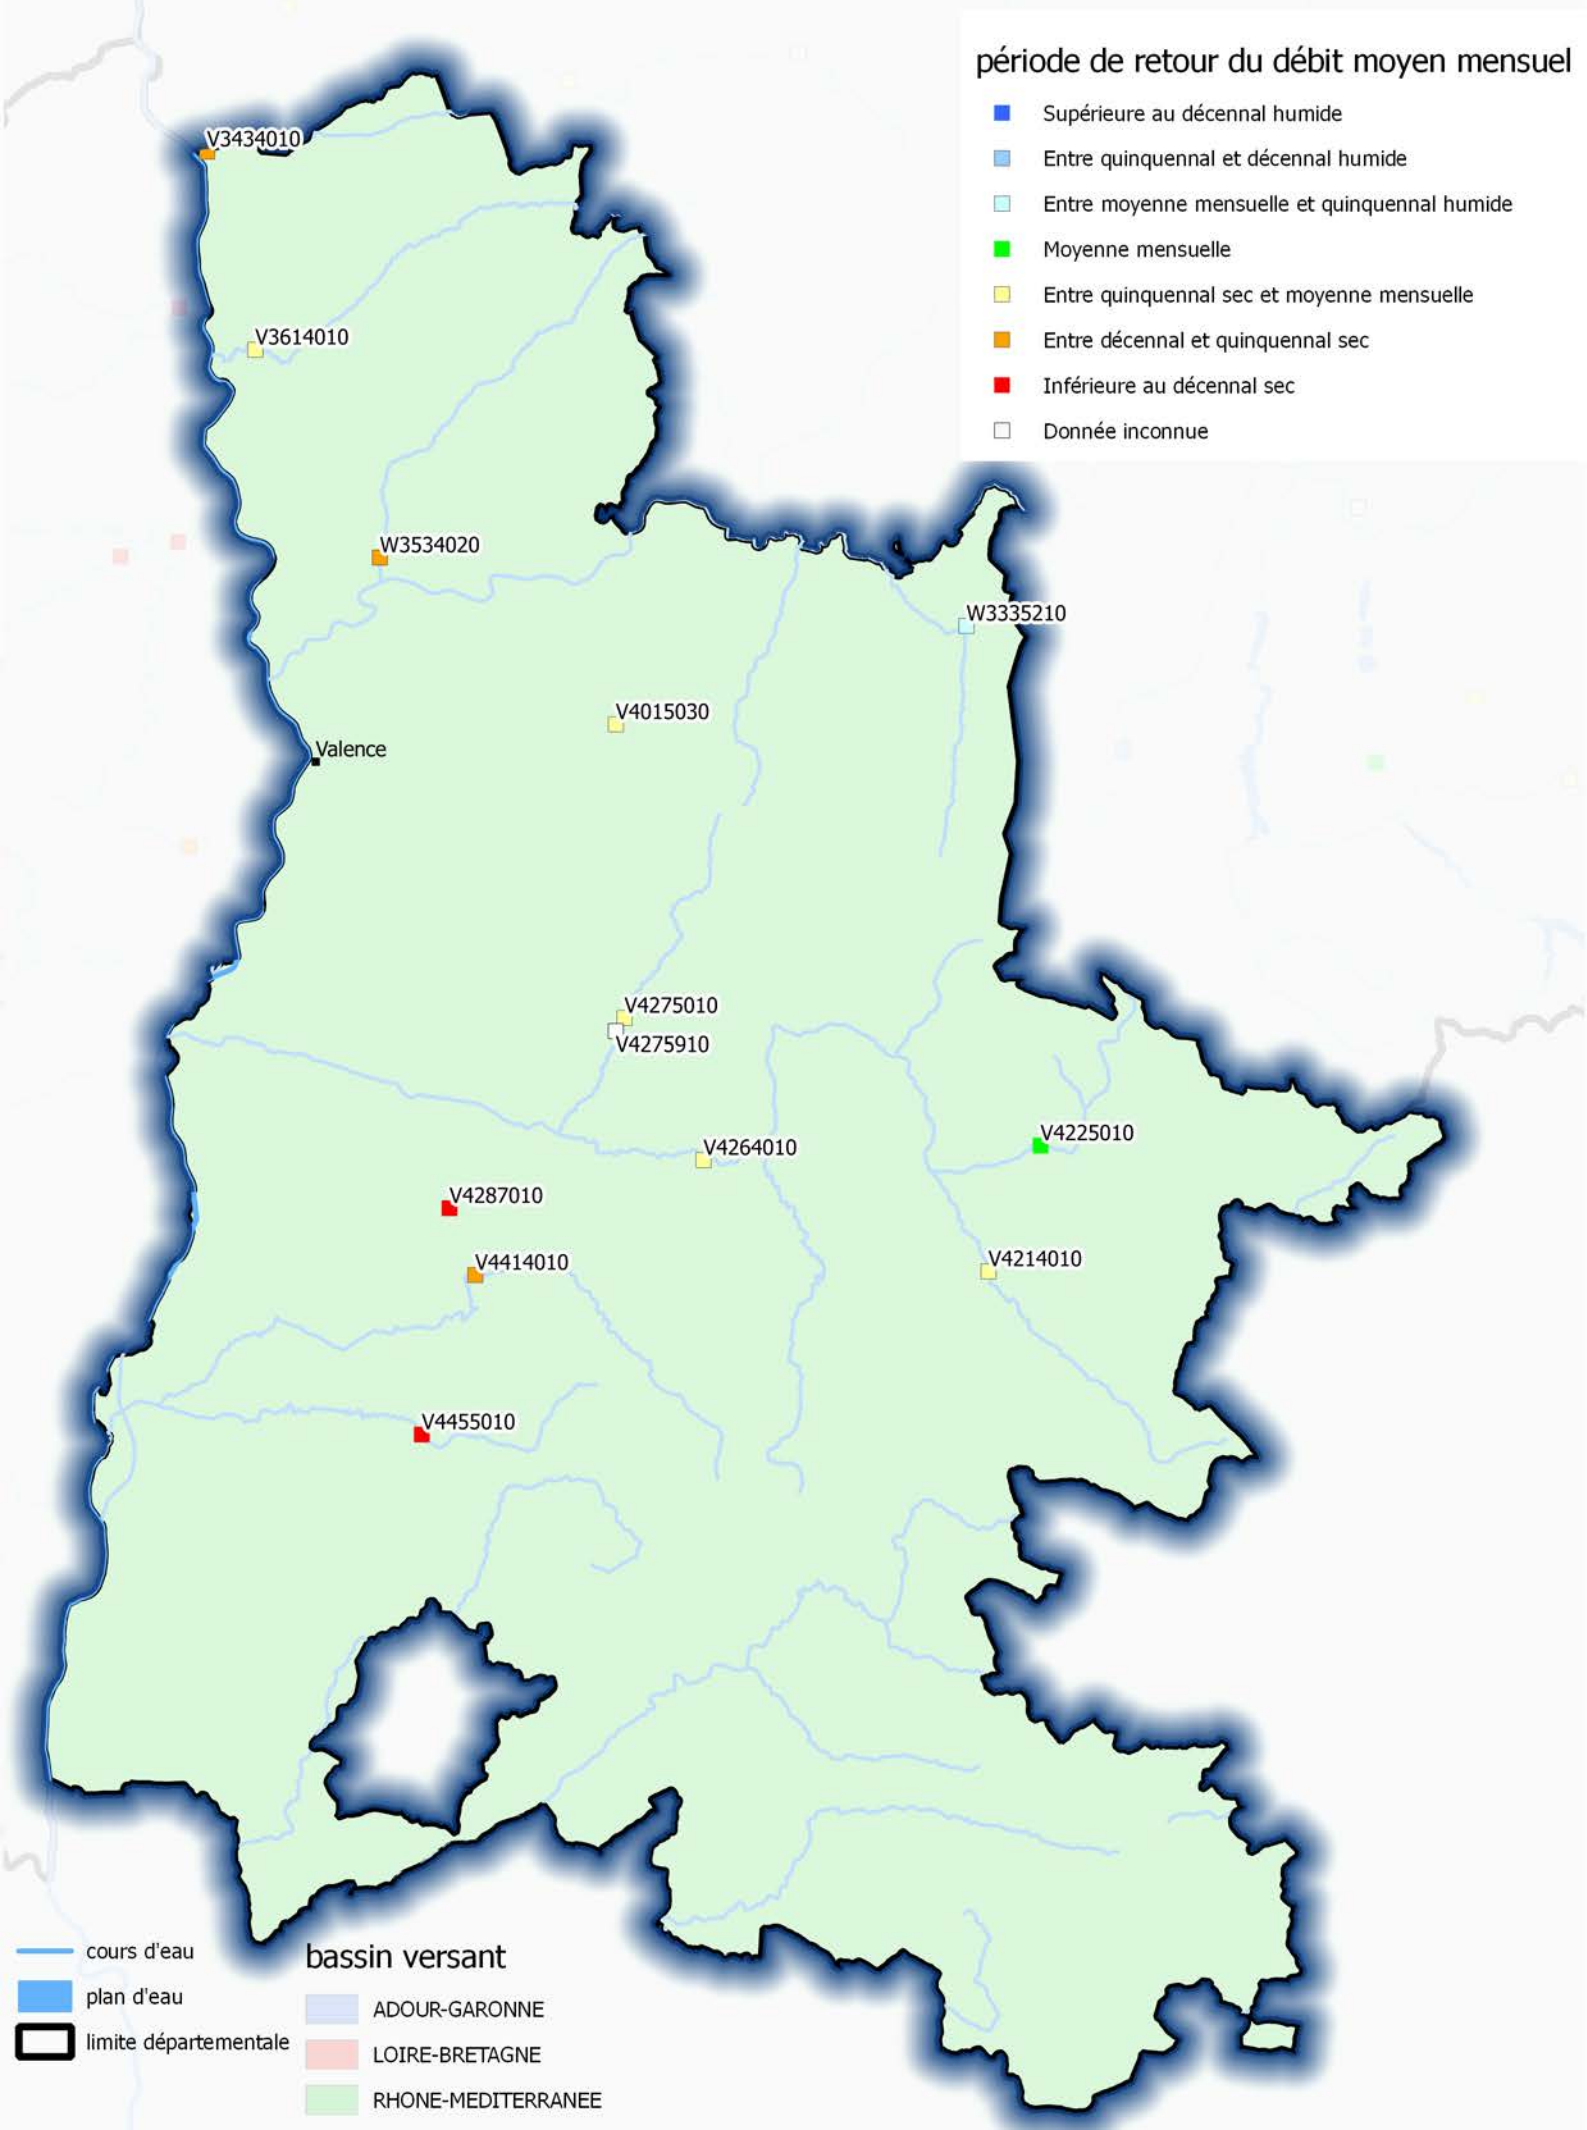 période de retour du débit moyen mensuel
Supérieure au décennal humide
Entre quinquennal et décennal humide
Entre moyenne mensuelle et quinquennal humide
Moyenne mensuelle
Entre quinquennal sec et moyenne mensuelle
Entre décennal et quinquennal sec
Inférieure au décennal sec
Donnée inconnue
V3434010
V3614010
W3534020
W3335210
V4015030
Valence
V4275010
V4275910
V4225010
V4264010
V4287010
V4414010
V4214010
V4455010
cours d'eau
plan d'eau
limite départementale
bassin versant
ADOUR-GARONNE
LOIRE-BRETAGNE
RHONE-MEDITERRANEE